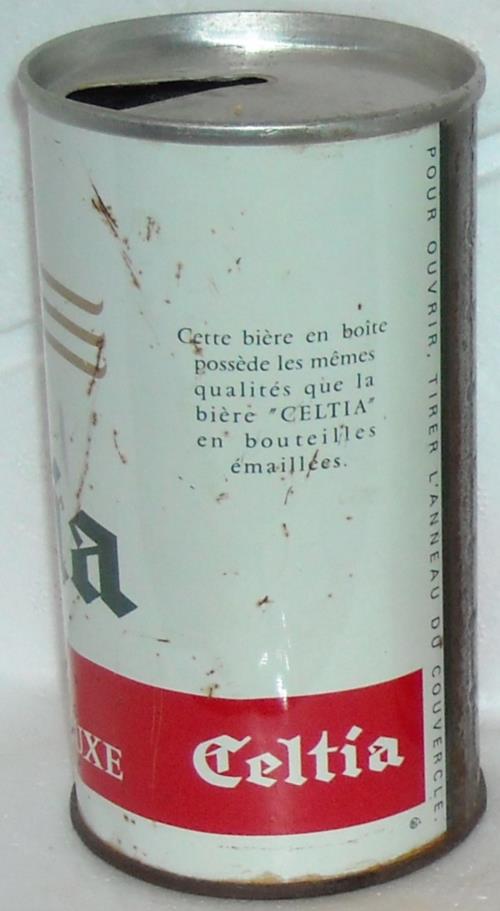 Cette bière en boîte
possède les mêmes
qualités que la
bière "CELTIA"
en bouteilles
émaillées.
ia
UXE
Celtia
POUR OUVRIR, TIRER L'ANNEAU DU COUVERCLE.